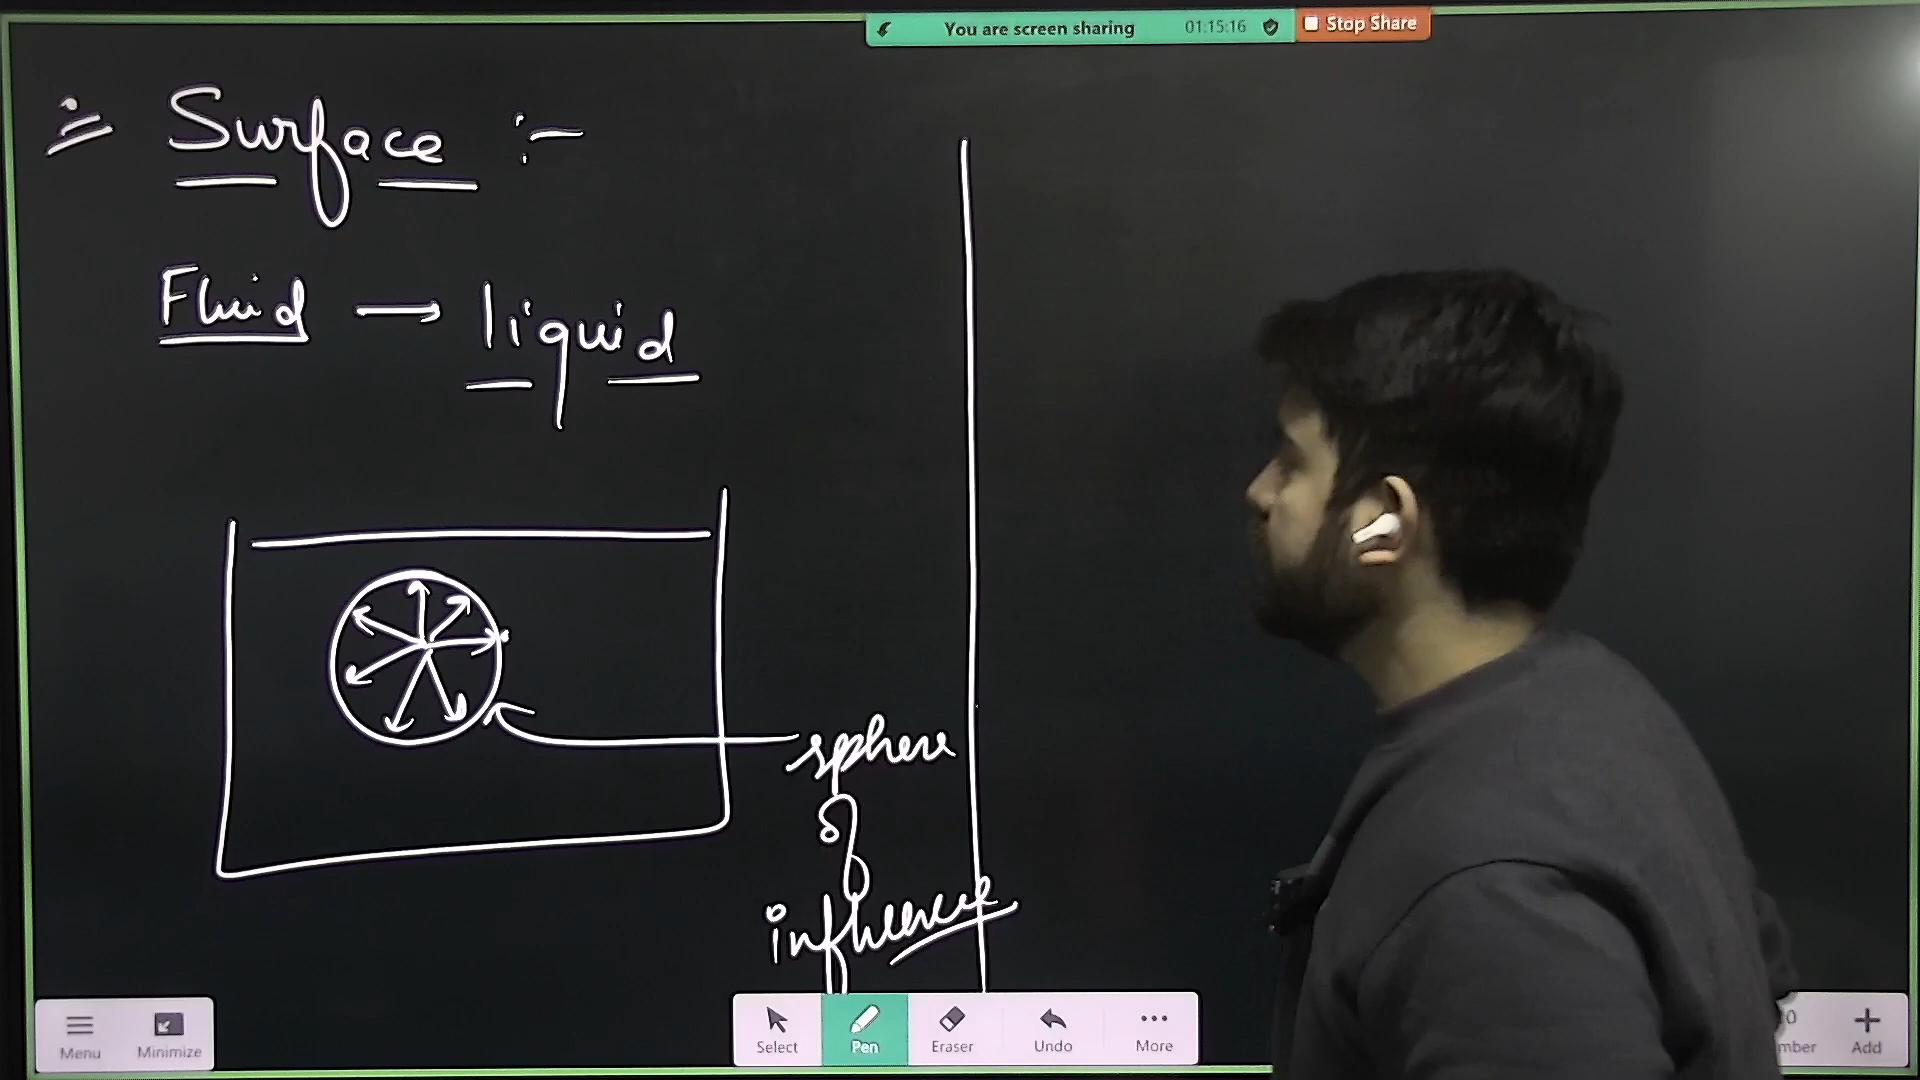 You are screen sharing 01:15:16 Stop Share
Surface :-
Fluid → liquid
sphere
of
influence
Menu Minimize Select Pen Eraser Undo More Add